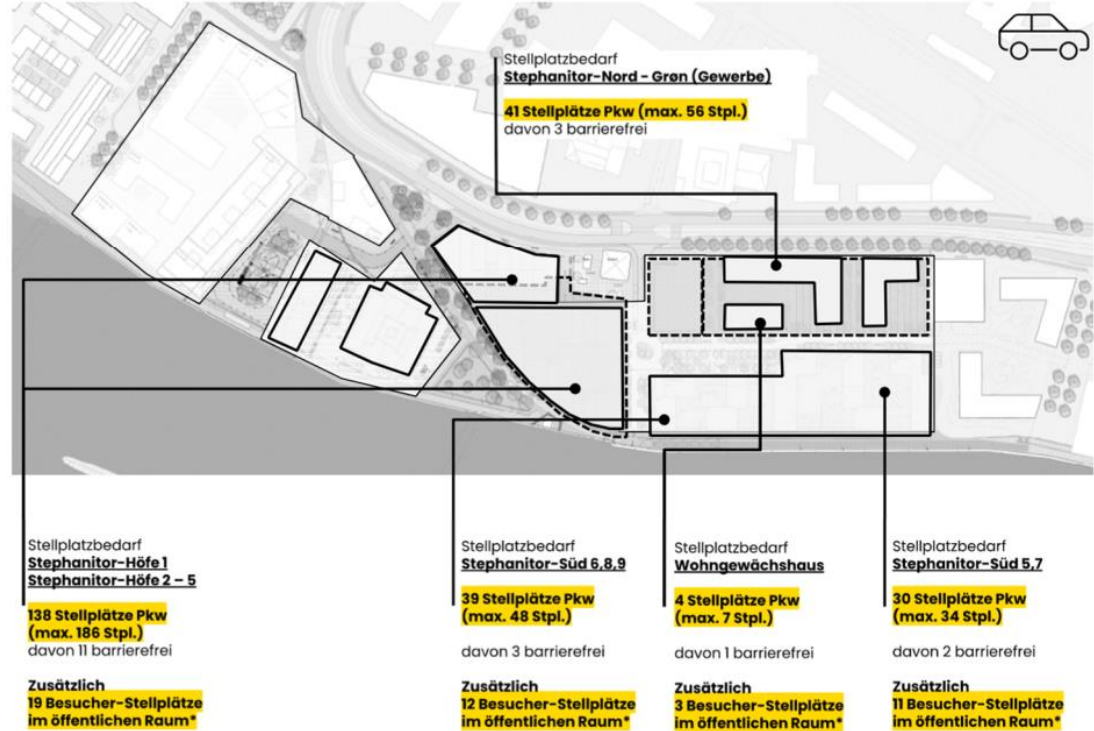 Stellplatzbedarf
Stephanitor-Nord - Grøn (Gewerbe)
41 Stellplätze Pkw (max. 56 Stpl.)
davon 3 barrierefrei
Stellplatzbedarf
Stephanitor-Höfe 1
Stephanitor-Höfe 2 – 5
138 Stellplätze Pkw
(max. 186 Stpl.)
davon 11 barrierefrei
Zusätzlich
19 Besucher-Stellplätze
im öffentlichen Raum*
Stellplatzbedarf
Stephanitor-Süd 6,8,9
39 Stellplätze Pkw
(max. 48 Stpl.)
davon 3 barrierefrei
Zusätzlich
12 Besucher-Stellplätze
im öffentlichen Raum*
Stellplatzbedarf
Wohngewächshaus
4 Stellplätze Pkw
(max. 7 Stpl.)
davon 1 barrierefrei
Zusätzlich
3 Besucher-Stellplätze
im öffentlichen Raum*
Stellplatzbedarf
Stephanitor-Süd 5,7
30 Stellplätze Pkw
(max. 34 Stpl.)
davon 2 barrierefrei
Zusätzlich
11 Besucher-Stellplätze
im öffentlichen Raum*